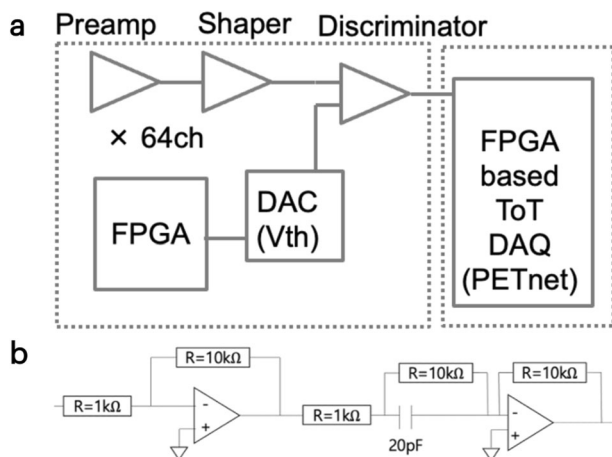 a
Preamp Shaper Discriminator
× 64ch
FPGA
DAC
(Vth)
FPGA
based
ToT
DAQ
(PETnet)
b
R=10kΩ R=10kΩ R=10kΩ
R=1kΩ - + R=1kΩ - +
20pF